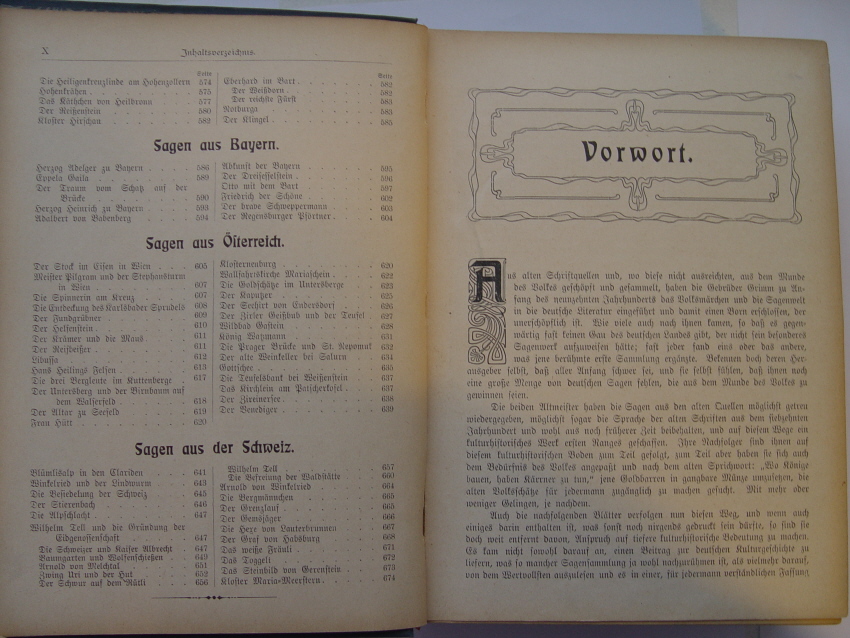 X
Inhaltsverzeichnis.
Seite
Die Heiligenkreuzlinde am Hohenzollern 574
Hohenkrähen 575
Das Käthchen von Heilbronn 577
Der Reißenstein 580
Kloster Hirschau 582
Seite
Eberhard im Bart 582
Der Weißdorn 582
Der reichste Fürst 583
Notburga 583
Der Klingel 585
Sagen aus Bayern.
Herzog Adelger zu Bayern 586
Eppela Gaila 589
Der Traum vom Schatz auf der
Brücke 590
Herzog Heinrich zu Bayern 593
Adalbert von Babenberg 594
Abkunft der Bayern 595
Der Dreisesselstein 596
Otto mit dem Bart 597
Friedrich der Schöne 602
Der brave Schweppermann 603
Der Regensburger Pförtner 604
Sagen aus Österreich.
Der Stock im Eisen in Wien 605
Meister Pilgram und der Stephansturm
in Wien 607
Die Spinnerin am Kreuz 607
Die Entdeckung des Karlsbader Sprudels 608
Der Fundgrübner 609
Der Helfenstein 610
Der Krämer und die Maus 611
Der Reisbeißer 612
Libussa 613
Hans Heilings Felsen 613
Die drei Bergleute im Kuttenberge 617
Der Untersberg und der Birnbaum auf
dem Walserfeld 618
Der Altar zu Seefeld 619
Frau Hütt 620
Klosterneuburg 620
Wallfahrtskirche Mariaschein 622
Die Goldschätze im Untersberge 623
Der Kaputzer 625
Der Seehirt von Endersdorf 626
Der Zirler Geißbub und der Teufel 627
Wildbad Gastein 628
König Watzmann 631
Die Prager Brücke und St. Nepomuk 632
Der alte Weinkeller bei Salurn 634
Gottschee 635
Die Teufelsbank bei Weißenstein 637
Das Kirchlein am Patscherkofel 637
Der Zireinersee 638
Der Venediger 639
Sagen aus der Schweiz.
Blümlisalp in den Clariden 641
Winkelried und der Lindwurm 643
Die Besiedelung der Schweiz 645
Der Stierenbach 646
Die Alpschlacht 647
Wilhelm Tell und die Gründung der
Eidgenossenschaft 647
Die Schweizer und Kaiser Albrecht 647
Baumgarten und Wolfenschießen 649
Arnold von Melchtal 651
Zwing Uri und der Hut 652
Der Schwur auf dem Rütli 656
Wilhelm Tell 657
Die Befreiung der Waldstätte 660
Arnold von Winkelried 664
Die Bergmännchen 665
Der Grenzlauf 665
Der Gemsjäger 666
Die Herr von Lauterbrunnen 667
Der Graf von Habsburg 668
Das weiße Fräuli 671
Das Toggeli 672
Das Steinbild von Gerenstein 673
Kloster Maria-Meerstern 674
Vorwort.
Aus alten Schriftquellen und, wo diese nicht ausreichten, aus dem Munde
des Volkes geschöpft und gesammelt, haben die Gebrüder Grimm zu An-
fang des neunzehnten Jahrhunderts das Volksmärchen und die Sagenwelt
in die deutsche Literatur eingeführt und damit einen Born erschlossen, der
unerschöpflich ist. Wie viele auch nach ihnen kamen, so daß es gegen-
wärtig fast keinen Gau des deutschen Landes gibt, der nicht sein besonderes
Sagenwerk aufzuweisen hätte; fast jeder fand eins oder das andre,
was jene berühmte erste Sammlung ergänzte. Bekennen doch deren Her-
ausgeber selbst, daß aller Anfang schwer sei, und sie selbst fühlen, daß ihnen noch
eine große Menge von deutschen Sagen fehlen, die aus dem Munde des Volkes zu
gewinnen seien.
Die beiden Altmeister haben die Sagen aus den alten Quellen möglichst getreu
wiedergegeben, möglichst sogar die Sprache der alten Schriften aus dem siebzehnten
Jahrhundert und wohl aus noch früherer Zeit beibehalten, und auf diesem Wege ein
kulturhistorisches Werk ersten Ranges geschaffen. Ihre Nachfolger sind ihnen auf
diesem kulturhistorischen Boden zum Teil gefolgt, zum Teil aber haben sie sich auch
dem Bedürfnis des Volkes angepaßt und nach dem alten Sprichwort: „Wo Könige
bauen, haben Kärrner zu tun,“ jene Goldbarren in gangbare Münze umzusetzen, die
alten Volksschätze für jedermann zugänglich zu machen gesucht. Mit mehr oder
weniger Gelingen, je nachdem.
Auch die nachfolgenden Blätter verfolgen nun diesen Weg, und wenn auch
einiges darin enthalten ist, was sonst noch nirgends gedruckt sein dürfte, so sind sie
doch weit entfernt davon, Anspruch auf tiefere kulturhistorische Bedeutung zu machen.
Es kam nicht sowohl darauf an, einen Beitrag zur deutschen Kulturgeschichte zu
liefern, was so mancher Sagensammlung ja wohl nachzurühmen ist, als vielmehr darauf,
von dem Wertvollsten auszulesen und es in einer, für jedermann verständlichen Fassung